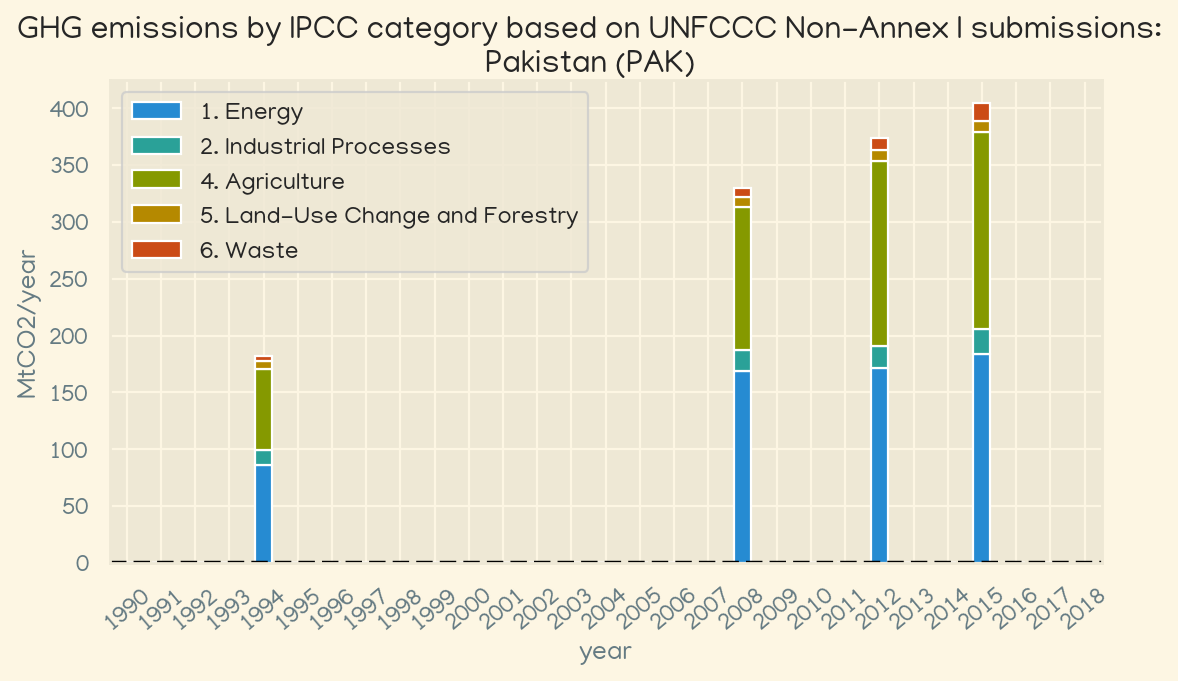 GHG emissions by IPCC category based on UNFCCC Non-Annex I submissions:
Pakistan (PAK)
MtCO2/year
400
350
300
250
200
150
100
50
0
1. Energy
2. Industrial Processes
4. Agriculture
5. Land-Use Change and Forestry
6. Waste
1990 1991 1992 1993 1994 1995 1996 1997 1998 1999 2000 2001 2002 2003 2004 2005 2006 2007 2008 2009 2010 2011 2012 2013 2014 2015 2016 2017 2018
year